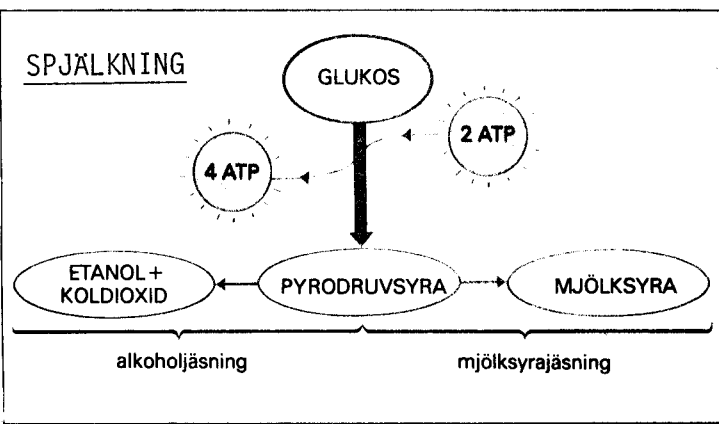 SPJÄLKNING
GLUKOS
2 ATP
4 ATP
ETANOL +
KOLDIOXID
PYRODRUVSYRA
MJÖLKSYRA
alkoholjäsning
mjölksyrajäsning